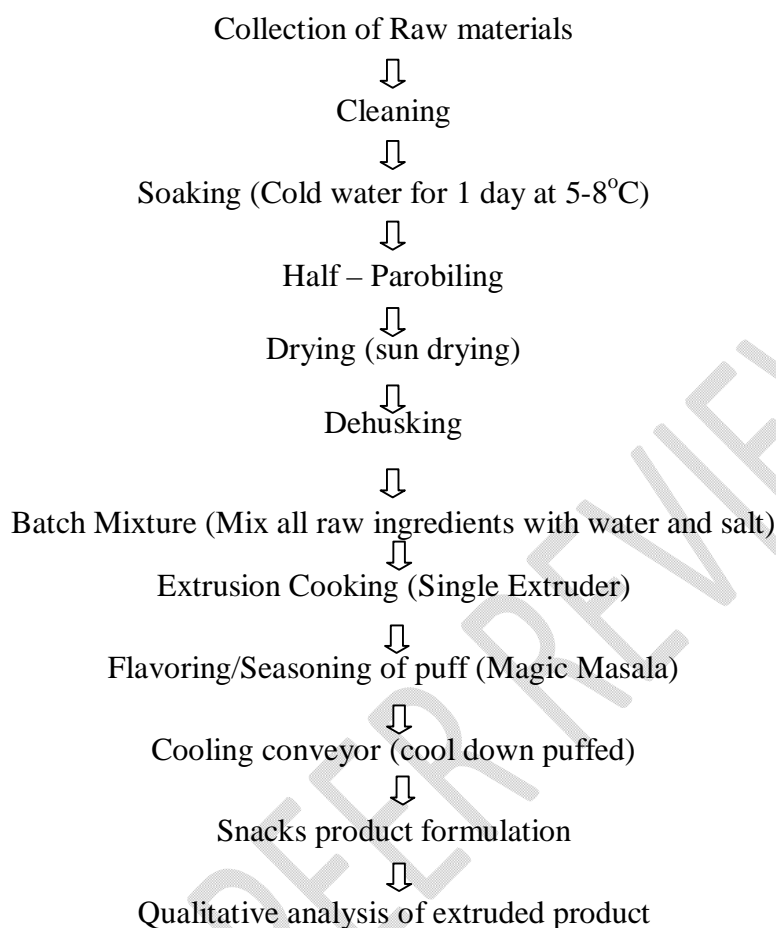 Collection of Raw materials
Cleaning
Soaking (Cold water for 1 day at 5-8°C)
Half – Parobiling
Drying (sun drying)
Dehusking
Batch Mixture (Mix all raw ingredients with water and salt)
Extrusion Cooking (Single Extruder)
Flavoring/Seasoning of puff (Magic Masala)
Cooling conveyor (cool down puffed)
Snacks product formulation
Qualitative analysis of extruded product
PEER REVIEW